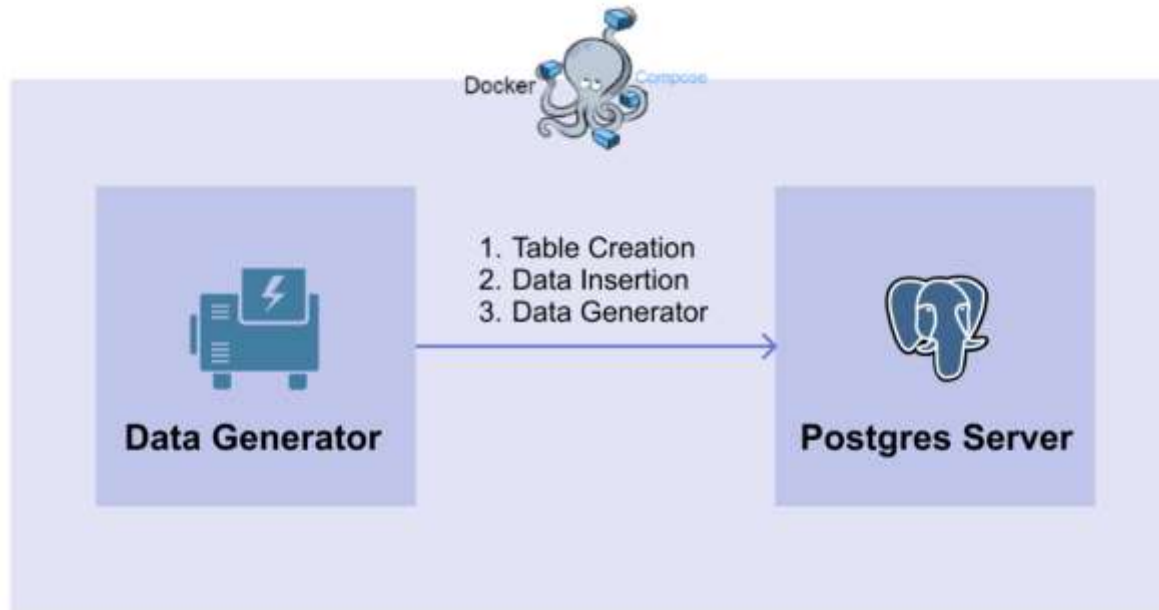 Docker Compose
1. Table Creation
2. Data Insertion
3. Data Generator
Data Generator
Postgres Server